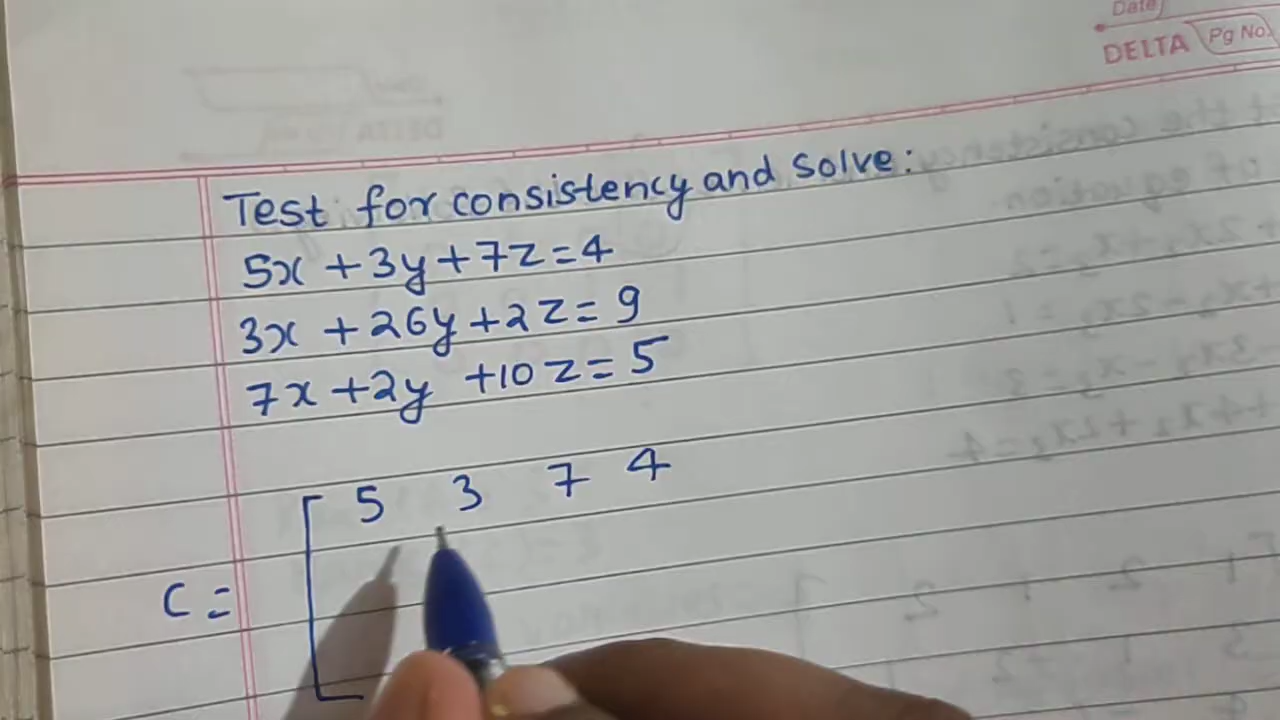 Date
DELTA Pg No.
Test for consistency and solve:
5x + 3y + 7z = 4
3x + 26y + 2z = 9
7x + 2y + 10z = 5
C = [ 5 3 7 4